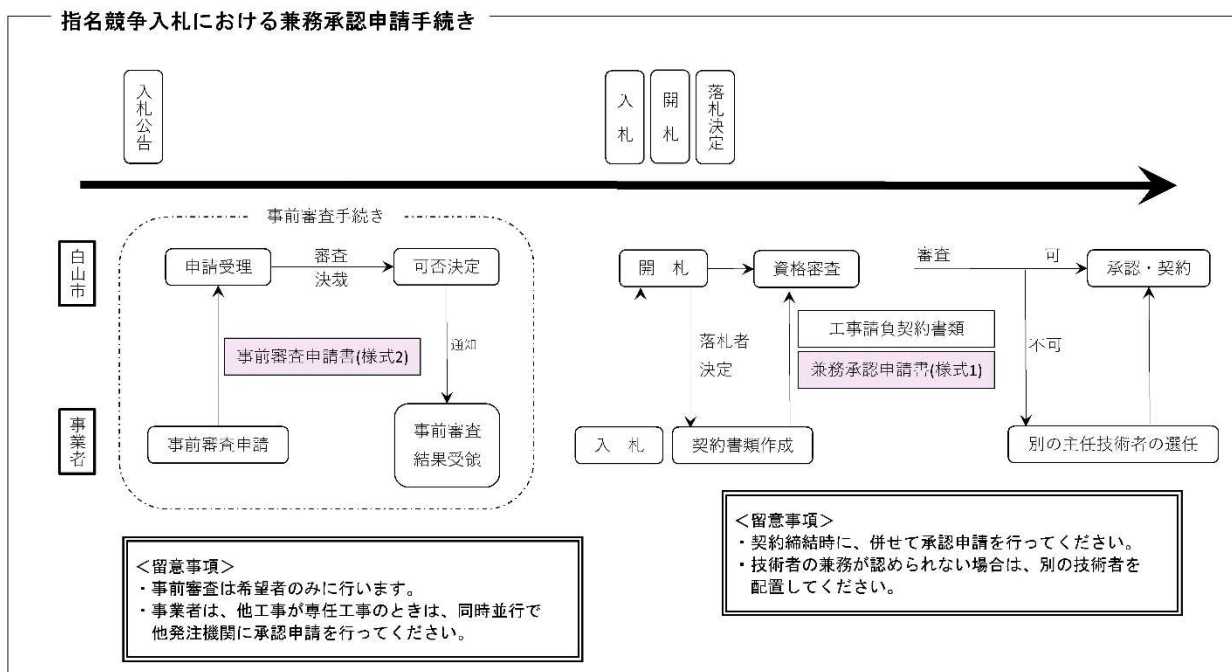 指名競争入札における兼務承認申請手続き
入札公告
入札
開札
落札決定
事前審査手続き
白山市
申請受理
審査
決裁
可否決定
事前審査申請書(様式2)
通知
事業者
事前審査申請
事前審査
結果受領
開 札
資格審査
審査
可
承認・契約
落札者
決定
工事請負契約書類
兼務承認申請書(様式1)
不可
入 札
契約書類作成
別の主任技術者の選任
<留意事項>
・事前審査は希望者のみに行います。
・事業者は、他工事が専任工事のときは、同時並行で
他発注機関に承認申請を行ってください。
<留意事項>
・契約締結時に、併せて承認申請を行ってください。
・技術者の兼務が認められない場合は、別の技術者を
配置してください。